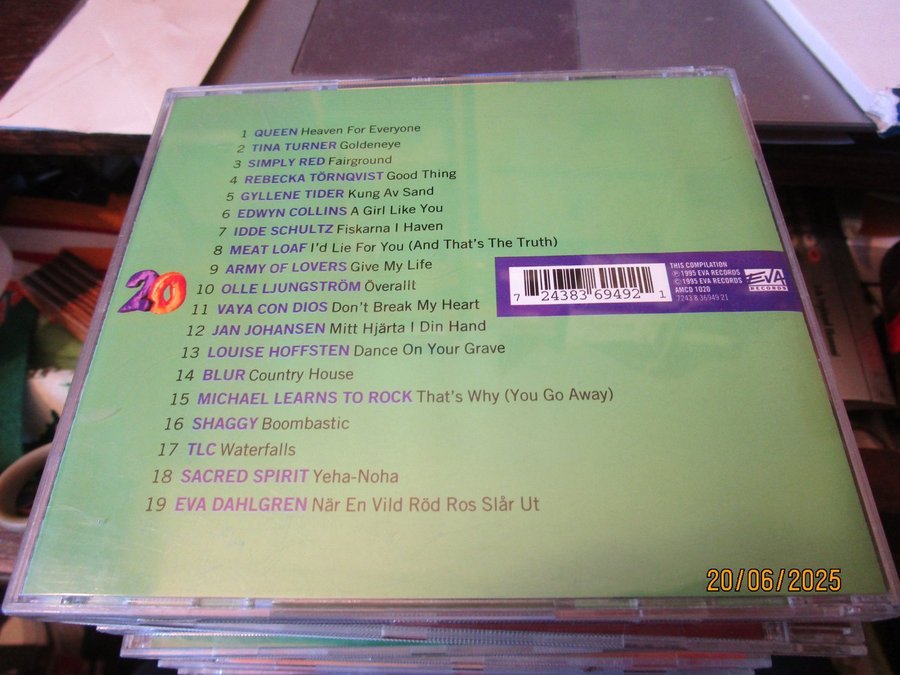 1 QUEEN Heaven For Everyone
2 TINA TURNER Goldeneye
3 SIMPLY RED Fairground
4 REBECKA TÖRNQVIST Good Thing
5 GYLLENE TIDER Kung Av Sand
6 EDWYN COLLINS A Girl Like You
7 IDDE SCHULTZ Fiskarna I Haven
8 MEAT LOAF I'd Lie For You (And That's The Truth)
9 ARMY OF LOVERS Give My Life
10 OLLE LJUNGSTRÖM Överallt
11 VAYA CON DIOS Don't Break My Heart
12 JAN JOHANSEN Mitt Hjärta I Din Hand
13 LOUISE HOFFSTEN Dance On Your Grave
14 BLUR Country House
15 MICHAEL LEARNS TO ROCK That's Why (You Go Away)
16 SHAGGY Boombastic
17 TLC Waterfalls
18 SACRED SPIRIT Yeha-Noha
19 EVA DAHLGREN När En Vild Röd Ros Slår Ut
20
7 24383 69492 1
THIS COMPILATION
℗ 1995 EVA RECORDS
© 1995 EVA RECORDS
AMCD 1020
7243 8 36949 21
EVA
RECORDS
20/06/2025